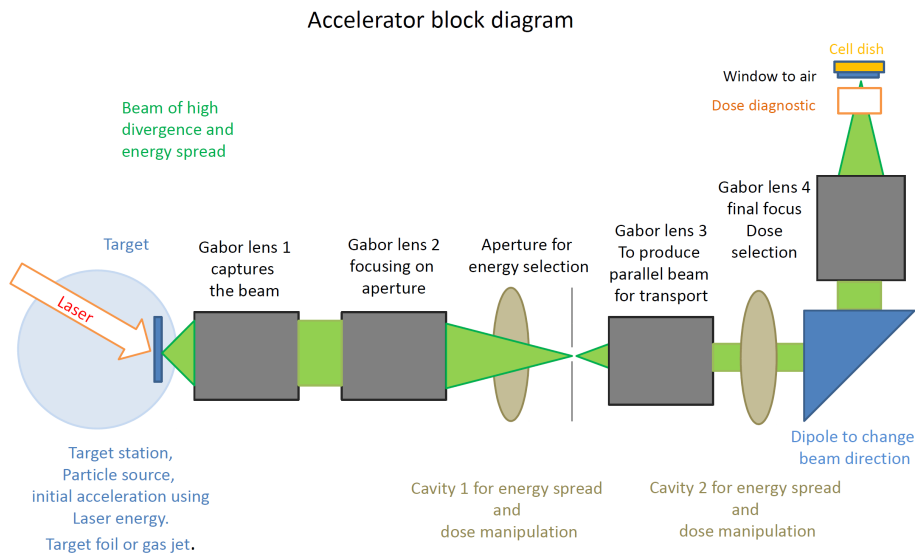 Accelerator block diagram
Cell dish
Window to air
Dose diagnostic
Beam of high
divergence and
energy spread
Gabor lens 4
final focus
Dose
selection
Target
Laser
Gabor lens 1
captures
the beam
Gabor lens 2
focusing on
aperture
Aperture for
energy selection
Gabor lens 3
To produce
parallel beam
for transport
Dipole to change
beam direction
Target station,
Particle source,
initial acceleration using
Laser energy.
Target foil or gas jet.
Cavity 1 for energy spread
and
dose manipulation
Cavity 2 for energy spread
and
dose manipulation